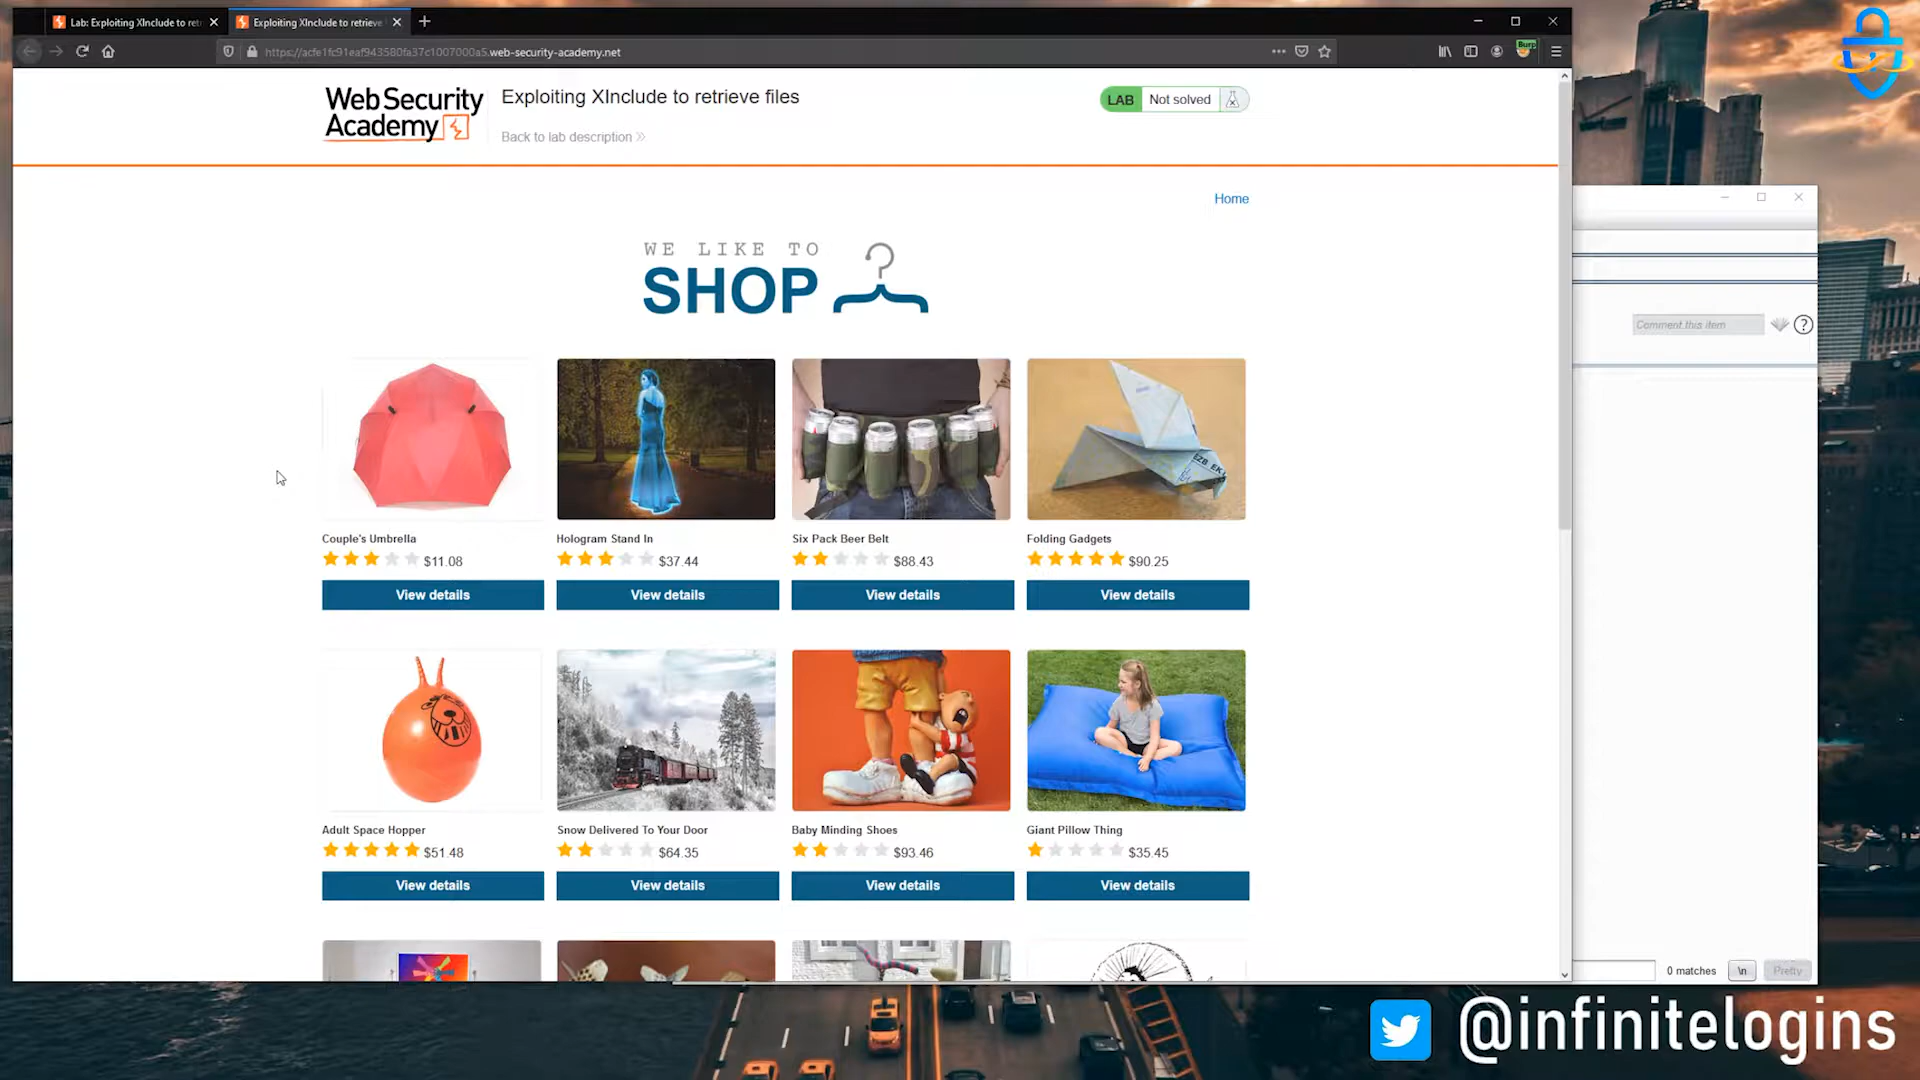 Lab: Exploiting XInclude to ret
Exploiting XInclude to retrieve
https://acfe1fc91eaf943580fa37c1007000a5.web-security-academy.net
Burp
WebSecurity
Academy
Exploiting XInclude to retrieve files
Back to lab description
LAB
Not solved
Home
WE LIKE TO
SHOP
Comment this item
?
Couple's Umbrella
Hologram Stand In
Six Pack Beer Belt
Folding Gadgets
$11.08
$37.44
$88.43
$90.25
View details
View details
View details
View details
Adult Space Hopper
Snow Delivered To Your Door
Baby Minding Shoes
Giant Pillow Thing
$51.48
$64.35
$93.46
$35.45
View details
View details
View details
View details
0 matches
\n
Pretty
@infinitelogins